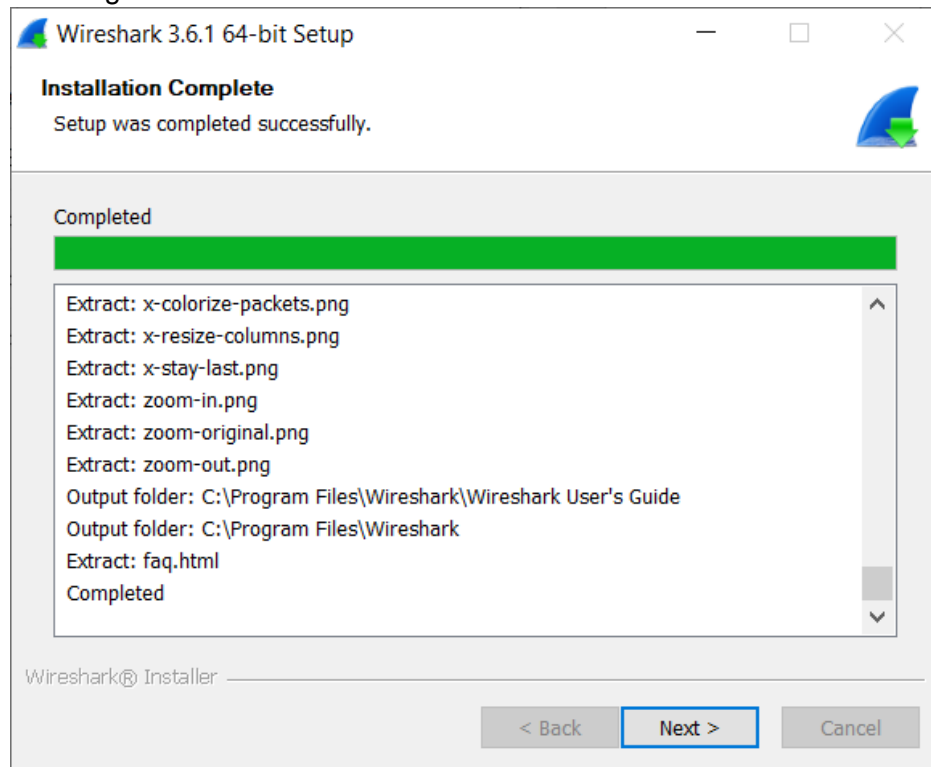 Wireshark 3.6.1 64-bit Setup
Installation Complete
Setup was completed successfully.
Completed
Extract: x-colorize-packets.png
Extract: x-resize-columns.png
Extract: x-stay-last.png
Extract: zoom-in.png
Extract: zoom-original.png
Extract: zoom-out.png
Output folder: C:\Program Files\Wireshark\Wireshark User's Guide
Output folder: C:\Program Files\Wireshark
Extract: faq.html
Completed
Wireshark® Installer
< Back Next > Cancel